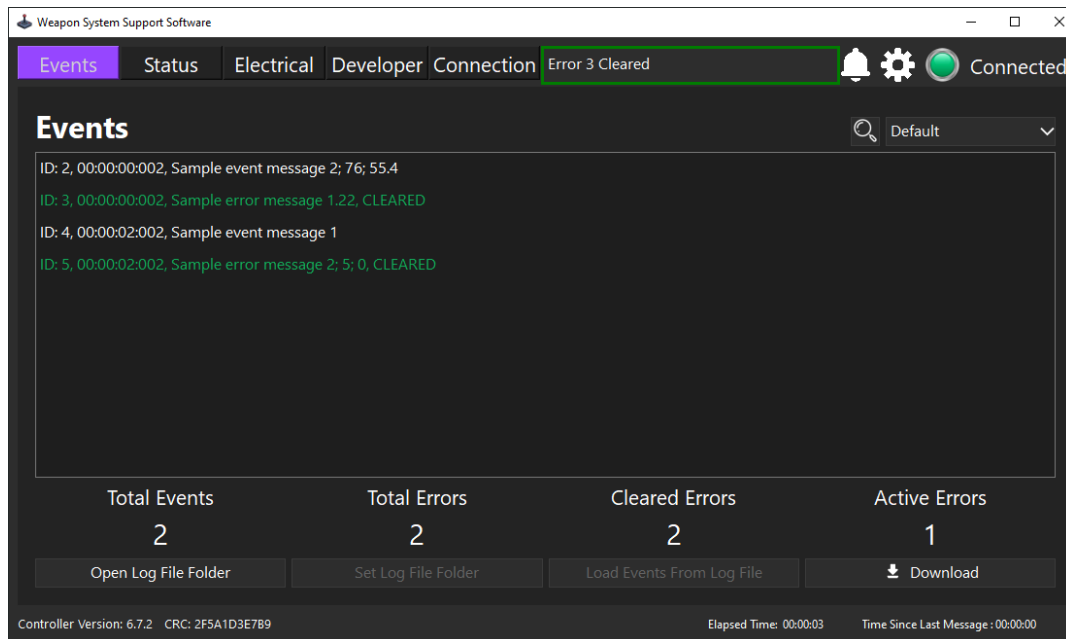 Weapon System Support Software
Events Status Electrical Developer Connection Error 3 Cleared Connected
Events Default
ID: 2, 00:00:00:002, Sample event message 2; 76; 55.4
ID: 3, 00:00:00:002, Sample error message 1.22, CLEARED
ID: 4, 00:00:02:002, Sample event message 1
ID: 5, 00:00:02:002, Sample error message 2; 5; 0, CLEARED
Total Events Total Errors Cleared Errors Active Errors
2 2 2 1
Open Log File Folder Set Log File Folder Load Events From Log File Download
Controller Version: 6.7.2 CRC: 2F5A1D3E7B9 Elapsed Time: 00:00:03 Time Since Last Message : 00:00:00